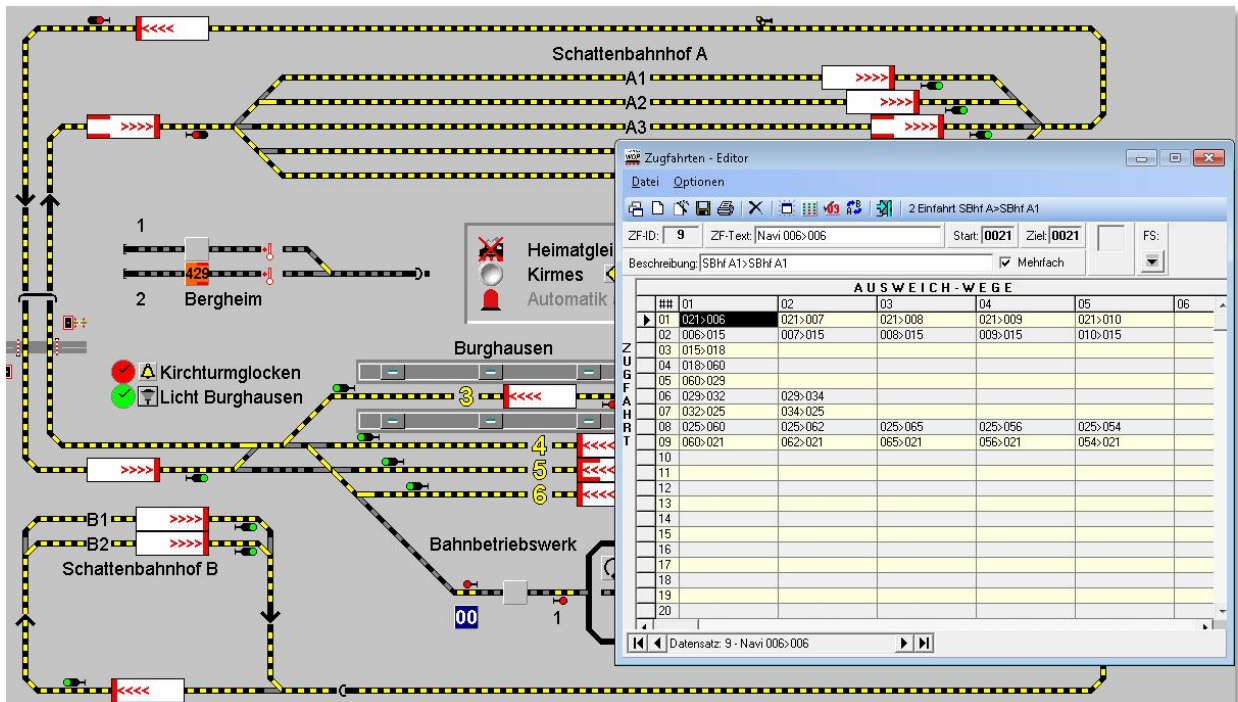 <<<<
Schattenbahnhof A
A1
>>>>
A2
>>>>
>>>>
A3
>>>>
1
429
2
Bergheim
Heimatglei
Kirmes
Automatik
Kirchturmglocken
Licht Burghausen
Burghausen
3
<<<<
4
<<<<
>>>>
5
<<<<
6
<<<<
B1
>>>>
B2
>>>>
Schattenbahnhof B
Bahnbetriebswerk
00
1
<<<<
Zugfahrten - Editor
Datei Optionen
2 Einfahrt SBhf A>SBhf A1
ZF-ID: 9 ZF-Text: Navi 006>006 Start: 0021 Ziel: 0021 FS:
Beschreibung: SBhf A1>SBhf A1 Mehrfach
AUSWEICH-WEGE
ZUGFAHRT
## 01 02 03 04 05 06
01 021>006 021>007 021>008 021>009 021>010
02 006>015 007>015 008>015 009>015 010>015
03 015>018
04 018>060
05 060>029
06 029>032 029>034
07 032>025 034>025
08 025>060 025>062 025>065 025>056 025>054
09 060>021 062>021 065>021 056>021 054>021
10
11
12
13
14
15
16
17
18
19
20
Datensatz: 9 - Navi 006>006